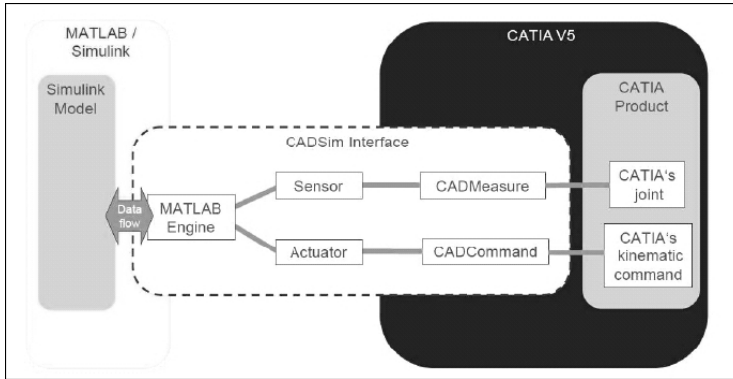 MATLAB /
Simulink
CATIA V5
Simulink
Model
CATIA
Product
CADSim Interface
Data
flow
MATLAB
Engine
Sensor
CADMeasure
CATIA's
joint
Actuator
CADCommand
CATIA's
kinematic
command